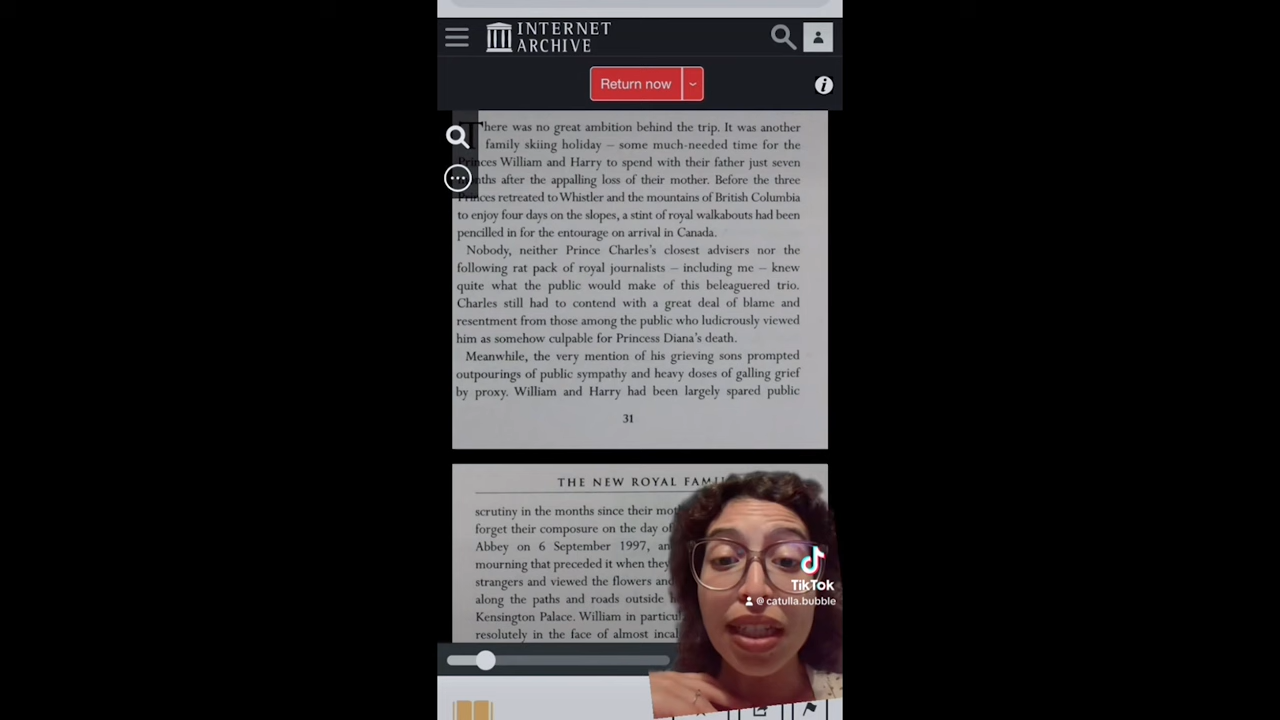 INTERNET
ARCHIVE
Return now
There was no great ambition behind the trip. It was another
family skiing holiday – some much-needed time for the
Princes William and Harry to spend with their father just seven
months after the appalling loss of their mother. Before the three
Princes retreated to Whistler and the mountains of British Columbia
to enjoy four days on the slopes, a stint of royal walkabouts had been
pencilled in for the entourage on arrival in Canada.
Nobody, neither Prince Charles's closest advisers nor the
following rat pack of royal journalists – including me – knew
quite what the public would make of this beleaguered trio.
Charles still had to contend with a great deal of blame and
resentment from those among the public who ludicrously viewed
him as somehow culpable for Princess Diana's death.
Meanwhile, the very mention of his grieving sons prompted
outpourings of public sympathy and heavy doses of galling grief
by proxy. William and Harry had been largely spared public
31
THE NEW ROYAL
scrutiny in the months since their
forget their composure on the day of
Abbey on 6 September 1997,
mourning that preceded it when they
strangers and viewed the flowers
along the paths and roads outside
Kensington Palace. William in
resolutely in the face of almost
TikTok
@catulla.bubble